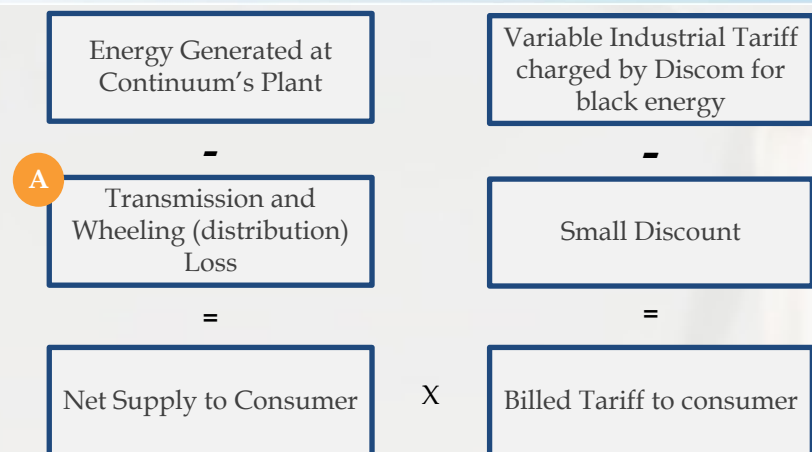 Energy Generated at
Continuum’s Plant
-
A
Transmission and
Wheeling (distribution)
Loss
=
Net Supply to Consumer
X
Variable Industrial Tariff
charged by Discom for
black energy
-
Small Discount
=
Billed Tariff to consumer